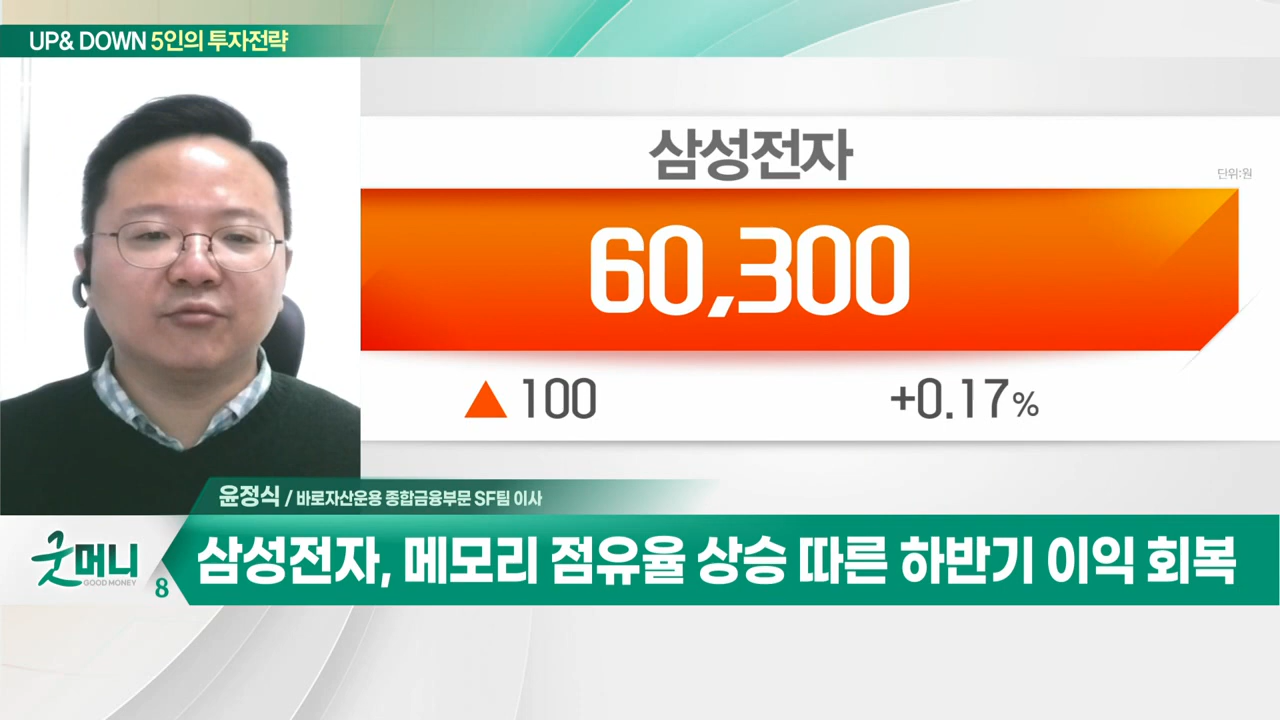 UP& DOWN 5인의 투자전략
삼성전자
단위:원
60,300
▲ 100 +0.17%
윤정식 / 바로자산운용 종합금융부문 SF팀 이사
굿머니
GOOD MONEY
8
삼성전자, 메모리 점유율 상승 따른 하반기 이익 회복